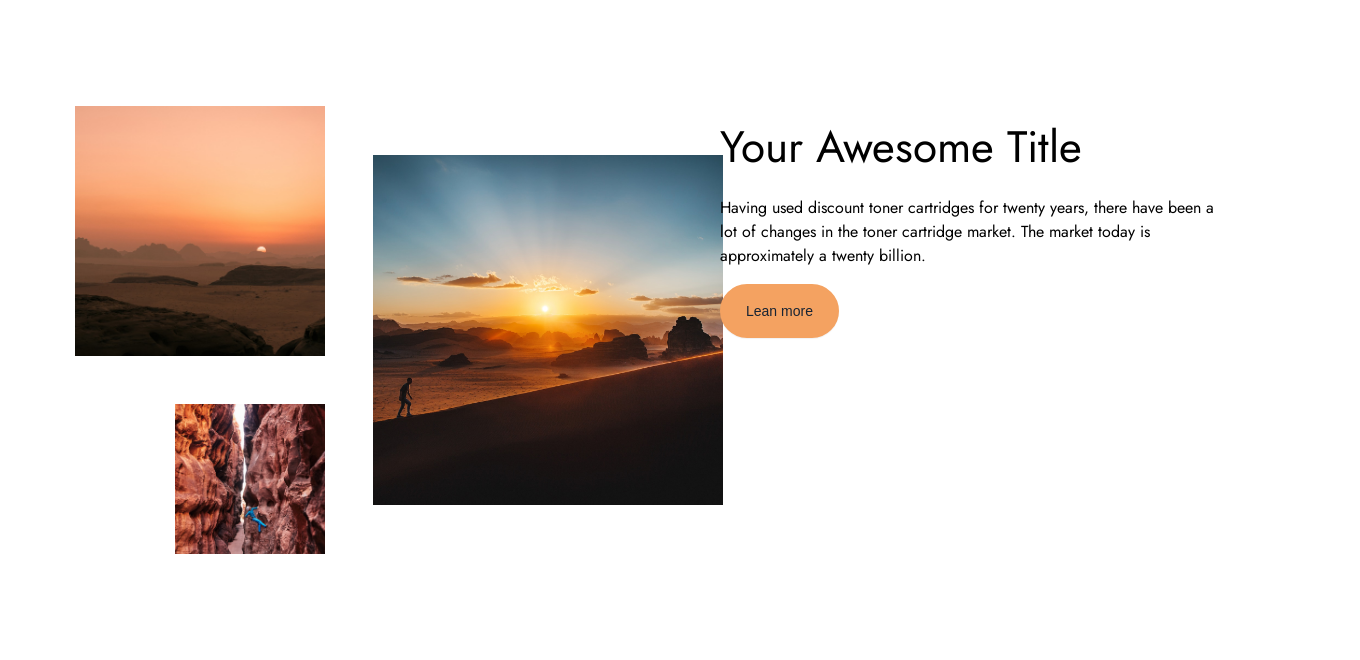 Your Awesome Title
Having used discount toner cartridges for twenty years, there have been a
lot of changes in the toner cartridge market. The market today is
approximately a twenty billion.
Lean more